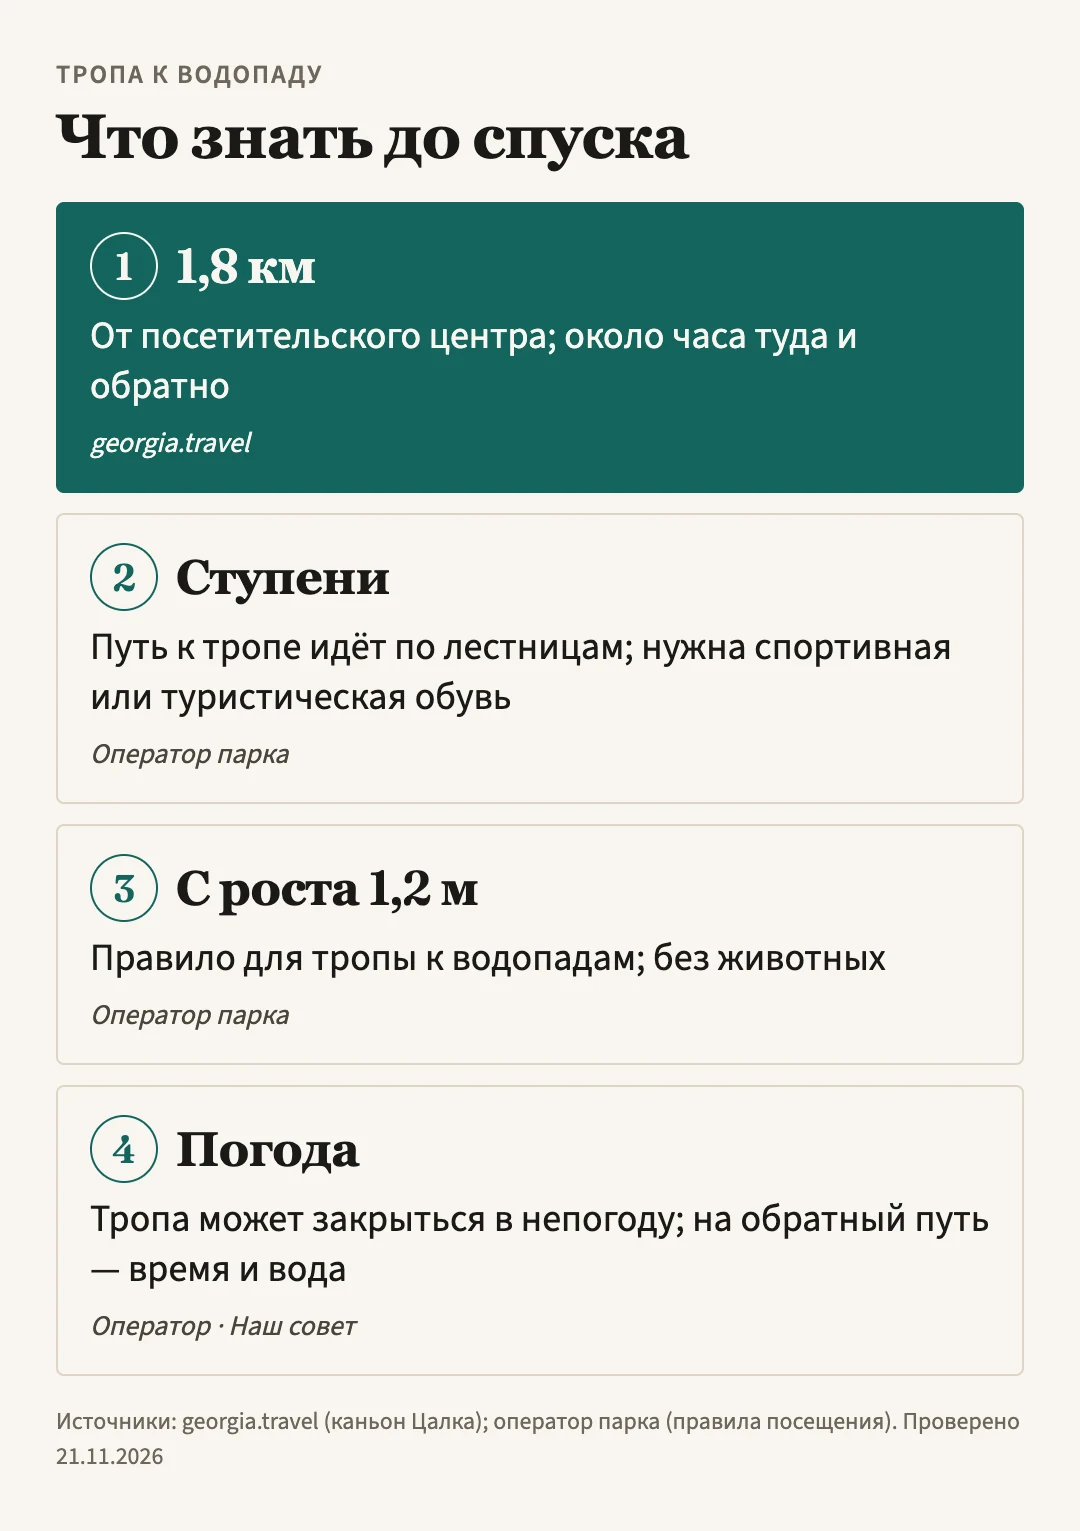 ТРОПА К ВОДОПАДУ
Что знать до спуска
1 1,8 км
От посетительского центра; около часа туда и
обратно
georgia.travel
2 Ступени
Путь к тропе идёт по лестницам; нужна спортивная
или туристическая обувь
Оператор парка
3 С роста 1,2 м
Правило для тропы к водопадам; без животных
Оператор парка
4 Погода
Тропа может закрыться в непогоду; на обратный путь
— время и вода
Оператор · Наш совет
Источники: georgia.travel (каньон Цалка); оператор парка (правила посещения). Проверено
21.11.2026